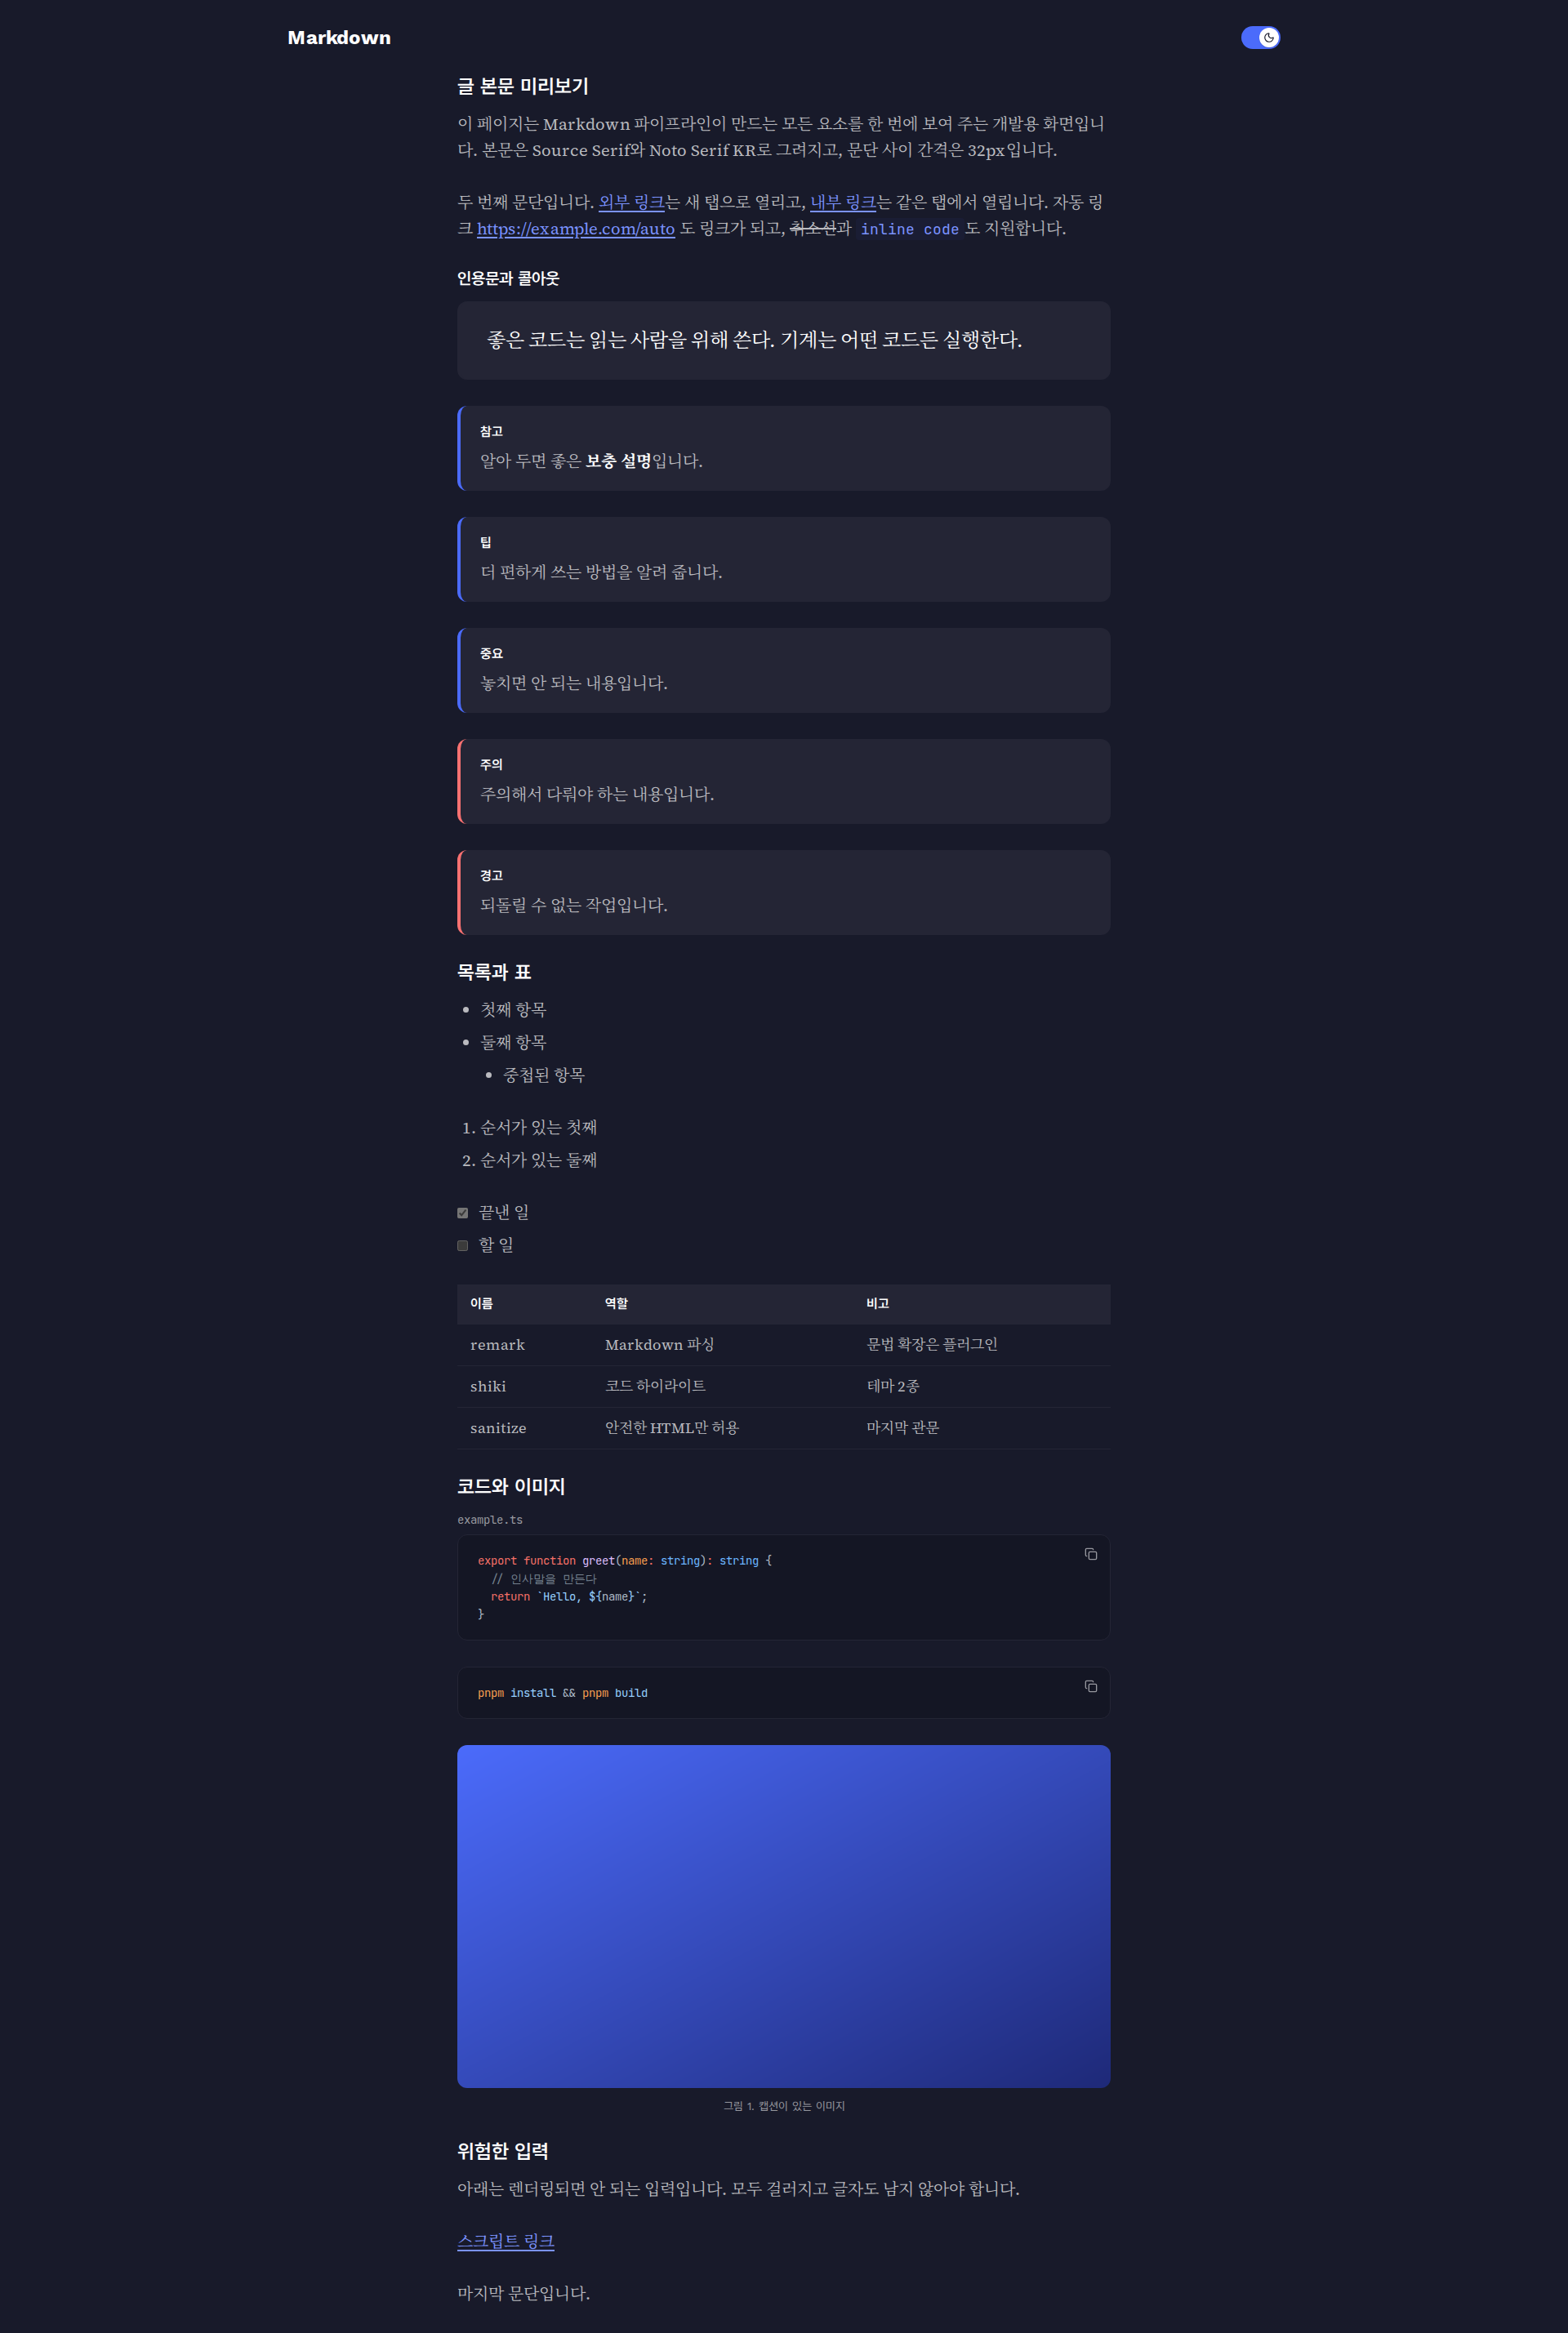 Markdown
글 본문 미리보기
이 페이지는 Markdown 파이프라인이 만드는 모든 요소를 한 번에 보여 주는 개발용 화면입니
다. 본문은 Source Serif와 Noto Serif KR로 그려지고, 문단 사이 간격은 32px입니다.
두 번째 문단입니다. 외부 링크는 새 탭으로 열리고, 내부 링크는 같은 탭에서 열립니다. 자동 링
크 https://example.com/auto 도 링크가 되고, 취소선과 inline code 도 지원합니다.
인용문과 콜아웃
좋은 코드는 읽는 사람을 위해 쓴다. 기계는 어떤 코드든 실행한다.
참고
알아 두면 좋은 보충 설명입니다.
팁
더 편하게 쓰는 방법을 알려 줍니다.
중요
놓치면 안 되는 내용입니다.
주의
주의해서 다뤄야 하는 내용입니다.
경고
되돌릴 수 없는 작업입니다.
목록과 표
• 첫째 항목
• 둘째 항목
• 중첩된 항목
1. 순서가 있는 첫째
2. 순서가 있는 둘째
끝낸 일
할 일
이름 역할 비고
remark Markdown 파싱 문법 확장은 플러그인
shiki 코드 하이라이트 테마 2종
sanitize 안전한 HTML만 허용 마지막 관문
코드와 이미지
example.ts
export function greet(name: string): string {
  // 인사말을 만든다
  return `Hello, ${name}`;
}
pnpm install && pnpm build
그림 1. 캡션이 있는 이미지
위험한 입력
아래는 렌더링되면 안 되는 입력입니다. 모두 걸러지고 글자도 남지 않아야 합니다.
스크립트 링크
마지막 문단입니다.